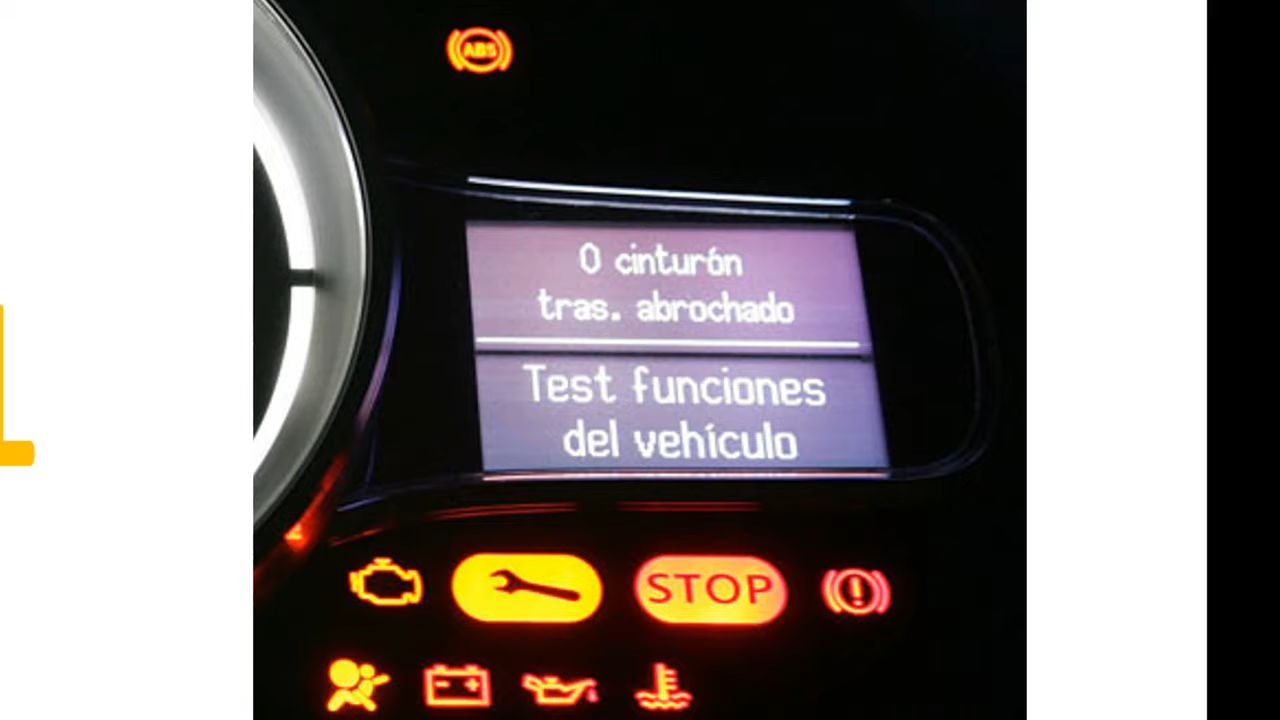 ABS
0 cinturón
tras. abrochado
Test funciones
del vehículo
STOP